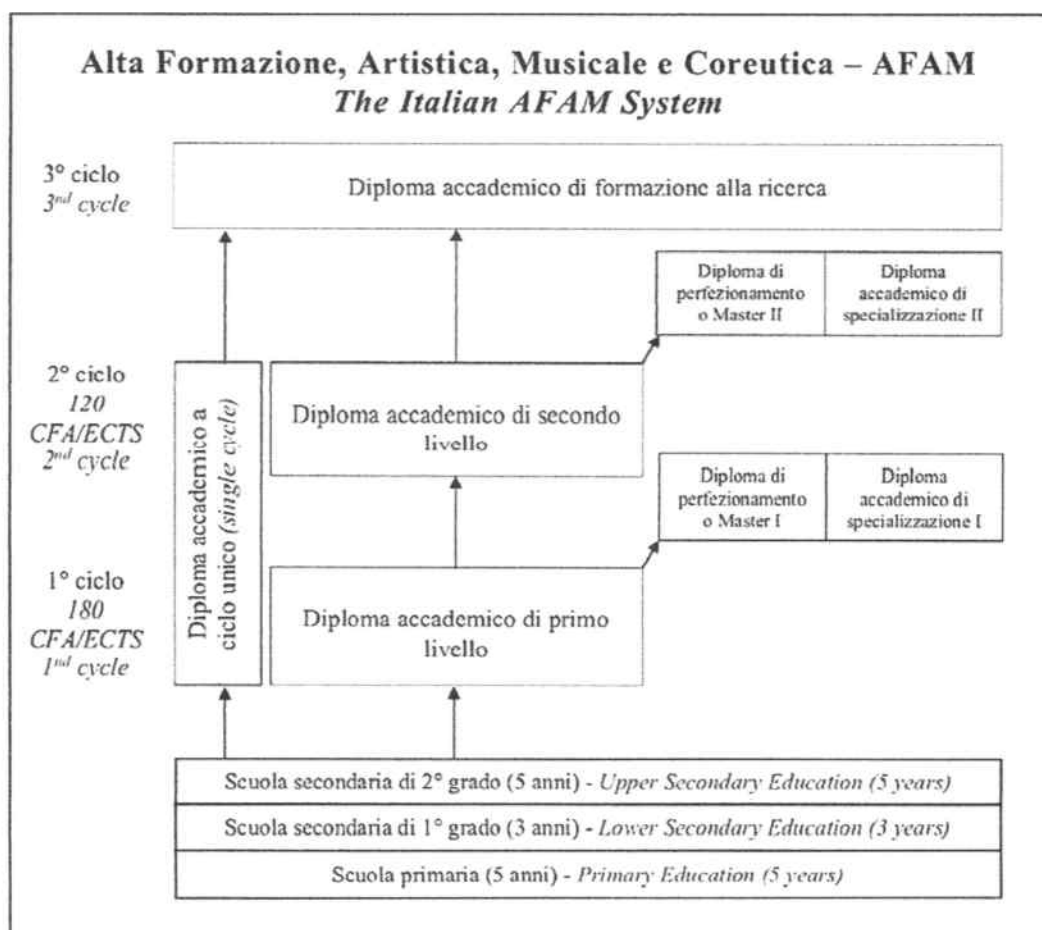 Alta Formazione, Artistica, Musicale e Coreutica – AFAM
The Italian AFAM System
3° ciclo
3nd cycle
Diploma accademico di formazione alla ricerca
Diploma di
perfezionamento
o Master II
Diploma
accademico di
specializzazione II
2° ciclo
120
CFA/ECTS
2nd cycle
Diploma accademico a
ciclo unico (single cycle)
Diploma accademico di secondo
livello
Diploma di
perfezionamento
o Master I
Diploma
accademico di
specializzazione I
1° ciclo
180
CFA/ECTS
1nd cycle
Diploma accademico di primo
livello
Scuola secondaria di 2° grado (5 anni) - Upper Secondary Education (5 years)
Scuola secondaria di 1° grado (3 anni) - Lower Secondary Education (3 years)
Scuola primaria (5 anni) - Primary Education (5 years)